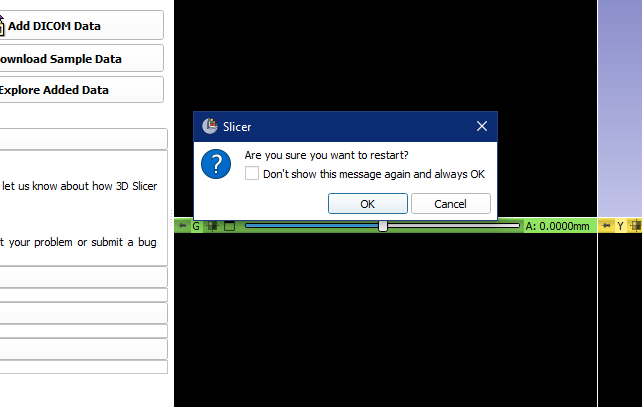 Add DICOM Data
ownload Sample Data
Explore Added Data
let us know about how 3D Slicer
t your problem or submit a bug
Slicer
Are you sure you want to restart?
Don't show this message again and always OK
OK
Cancel
G
A: 0.0000mm
Y